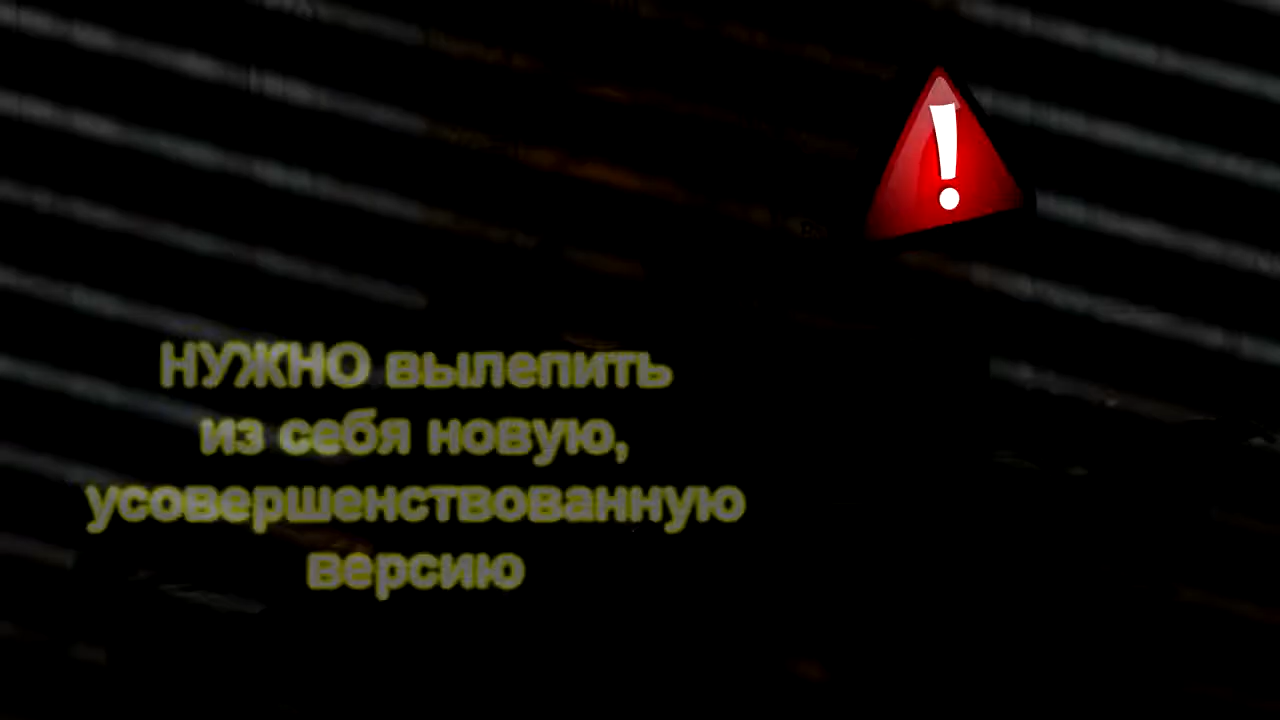 НУЖНО вылепить
из себя новую,
усовершенствованную
версию